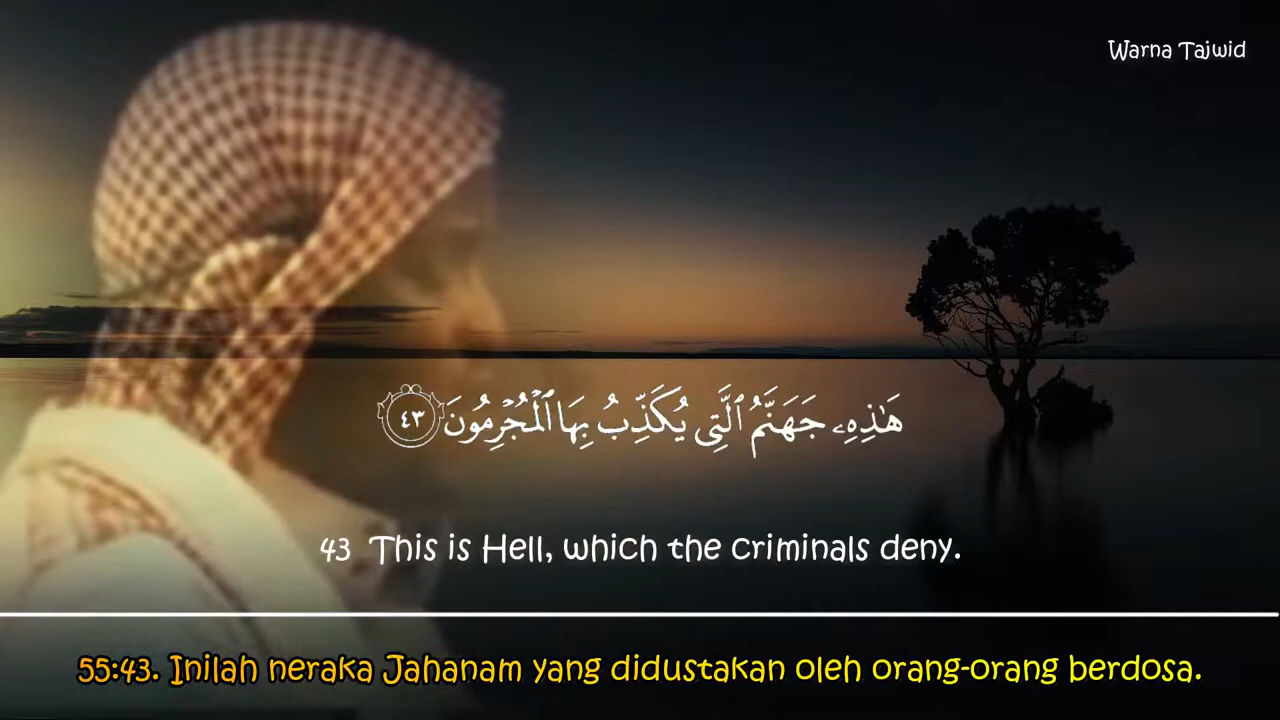 Warna Tajwid
هَٰذِهِۦ جَهَنَّمُ ٱلَّتِى يُكَذِّبُ بِهَا ٱلْمُجْرِمُونَ ٤٣
43 This is Hell, which the criminals deny.
55:43. Inilah neraka Jahanam yang didustakan oleh orang-orang berdosa.